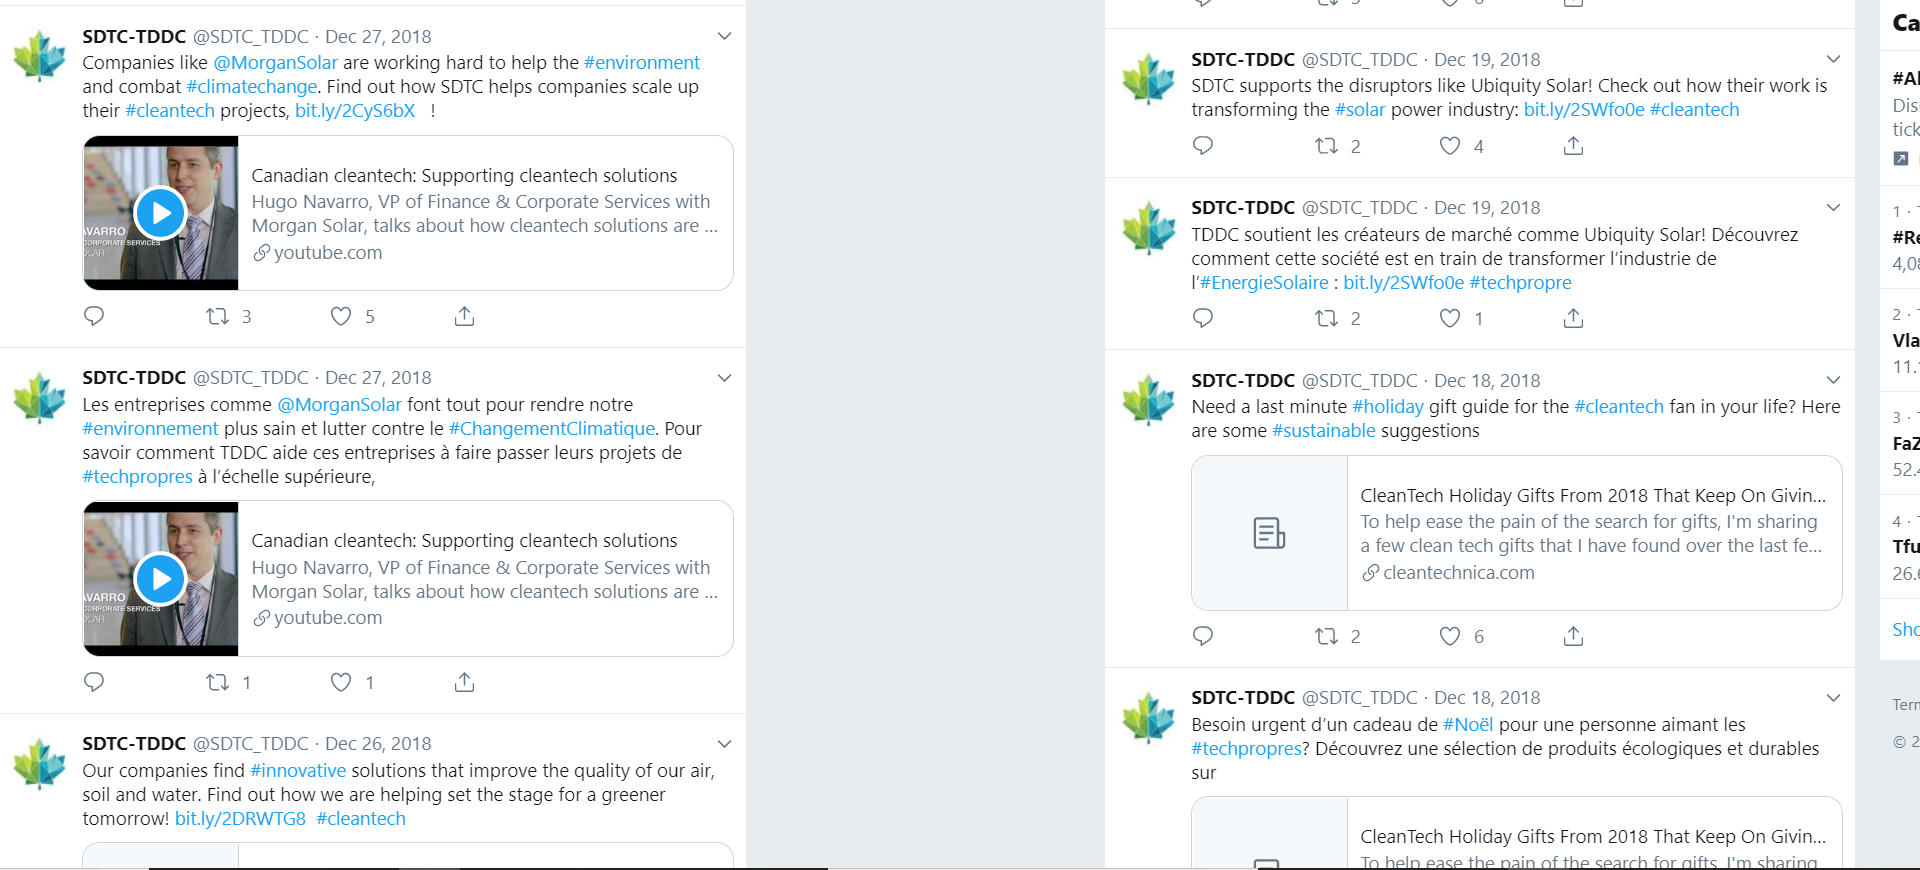 SDTC-TDDC @SDTC_TDDC · Dec 27, 2018
Companies like @MorganSolar are working hard to help the #environment
and combat #climatechange. Find out how SDTC helps companies scale up
their #cleantech projects, bit.ly/2CyS6bX !
AVARRO
CORPORATE SERVICES
OLAR
Canadian cleantech: Supporting cleantech solutions
Hugo Navarro, VP of Finance & Corporate Services with
Morgan Solar, talks about how cleantech solutions are ...
youtube.com
3 5
SDTC-TDDC @SDTC_TDDC · Dec 27, 2018
Les entreprises comme @MorganSolar font tout pour rendre notre
#environnement plus sain et lutter contre le #ChangementClimatique. Pour
savoir comment TDDC aide ces entreprises à faire passer leurs projets de
#techpropres à l’échelle supérieure,
AVARRO
CORPORATE SERVICES
OLAR
Canadian cleantech: Supporting cleantech solutions
Hugo Navarro, VP of Finance & Corporate Services with
Morgan Solar, talks about how cleantech solutions are ...
youtube.com
1 1
SDTC-TDDC @SDTC_TDDC · Dec 26, 2018
Our companies find #innovative solutions that improve the quality of our air,
soil and water. Find out how we are helping set the stage for a greener
tomorrow! bit.ly/2DRWTG8 #cleantech
SDTC-TDDC @SDTC_TDDC · Dec 19, 2018
SDTC supports the disruptors like Ubiquity Solar! Check out how their work is
transforming the #solar power industry: bit.ly/2SWfo0e #cleantech
2 4
SDTC-TDDC @SDTC_TDDC · Dec 19, 2018
TDDC soutient les créateurs de marché comme Ubiquity Solar! Découvrez
comment cette société est en train de transformer l’industrie de
l’#EnergieSolaire : bit.ly/2SWfo0e #techpropre
2 1
SDTC-TDDC @SDTC_TDDC · Dec 18, 2018
Need a last minute #holiday gift guide for the #cleantech fan in your life? Here
are some #sustainable suggestions
CleanTech Holiday Gifts From 2018 That Keep On Givin...
To help ease the pain of the search for gifts, I'm sharing
a few clean tech gifts that I have found over the last fe...
cleantechnica.com
2 6
SDTC-TDDC @SDTC_TDDC · Dec 18, 2018
Besoin urgent d’un cadeau de #Noël pour une personne aimant les
#techpropres? Découvrez une sélection de produits écologiques et durables
sur
CleanTech Holiday Gifts From 2018 That Keep On Givin...
To help ease the pain of the search for gifts, I'm sharing
Ca
#Al
Dis
tick
1 ·
#Re
4,08
2 ·
Vla
11.
3 ·
FaZ
52.4
4 ·
Tfu
26.6
Sho
Tern
© 2